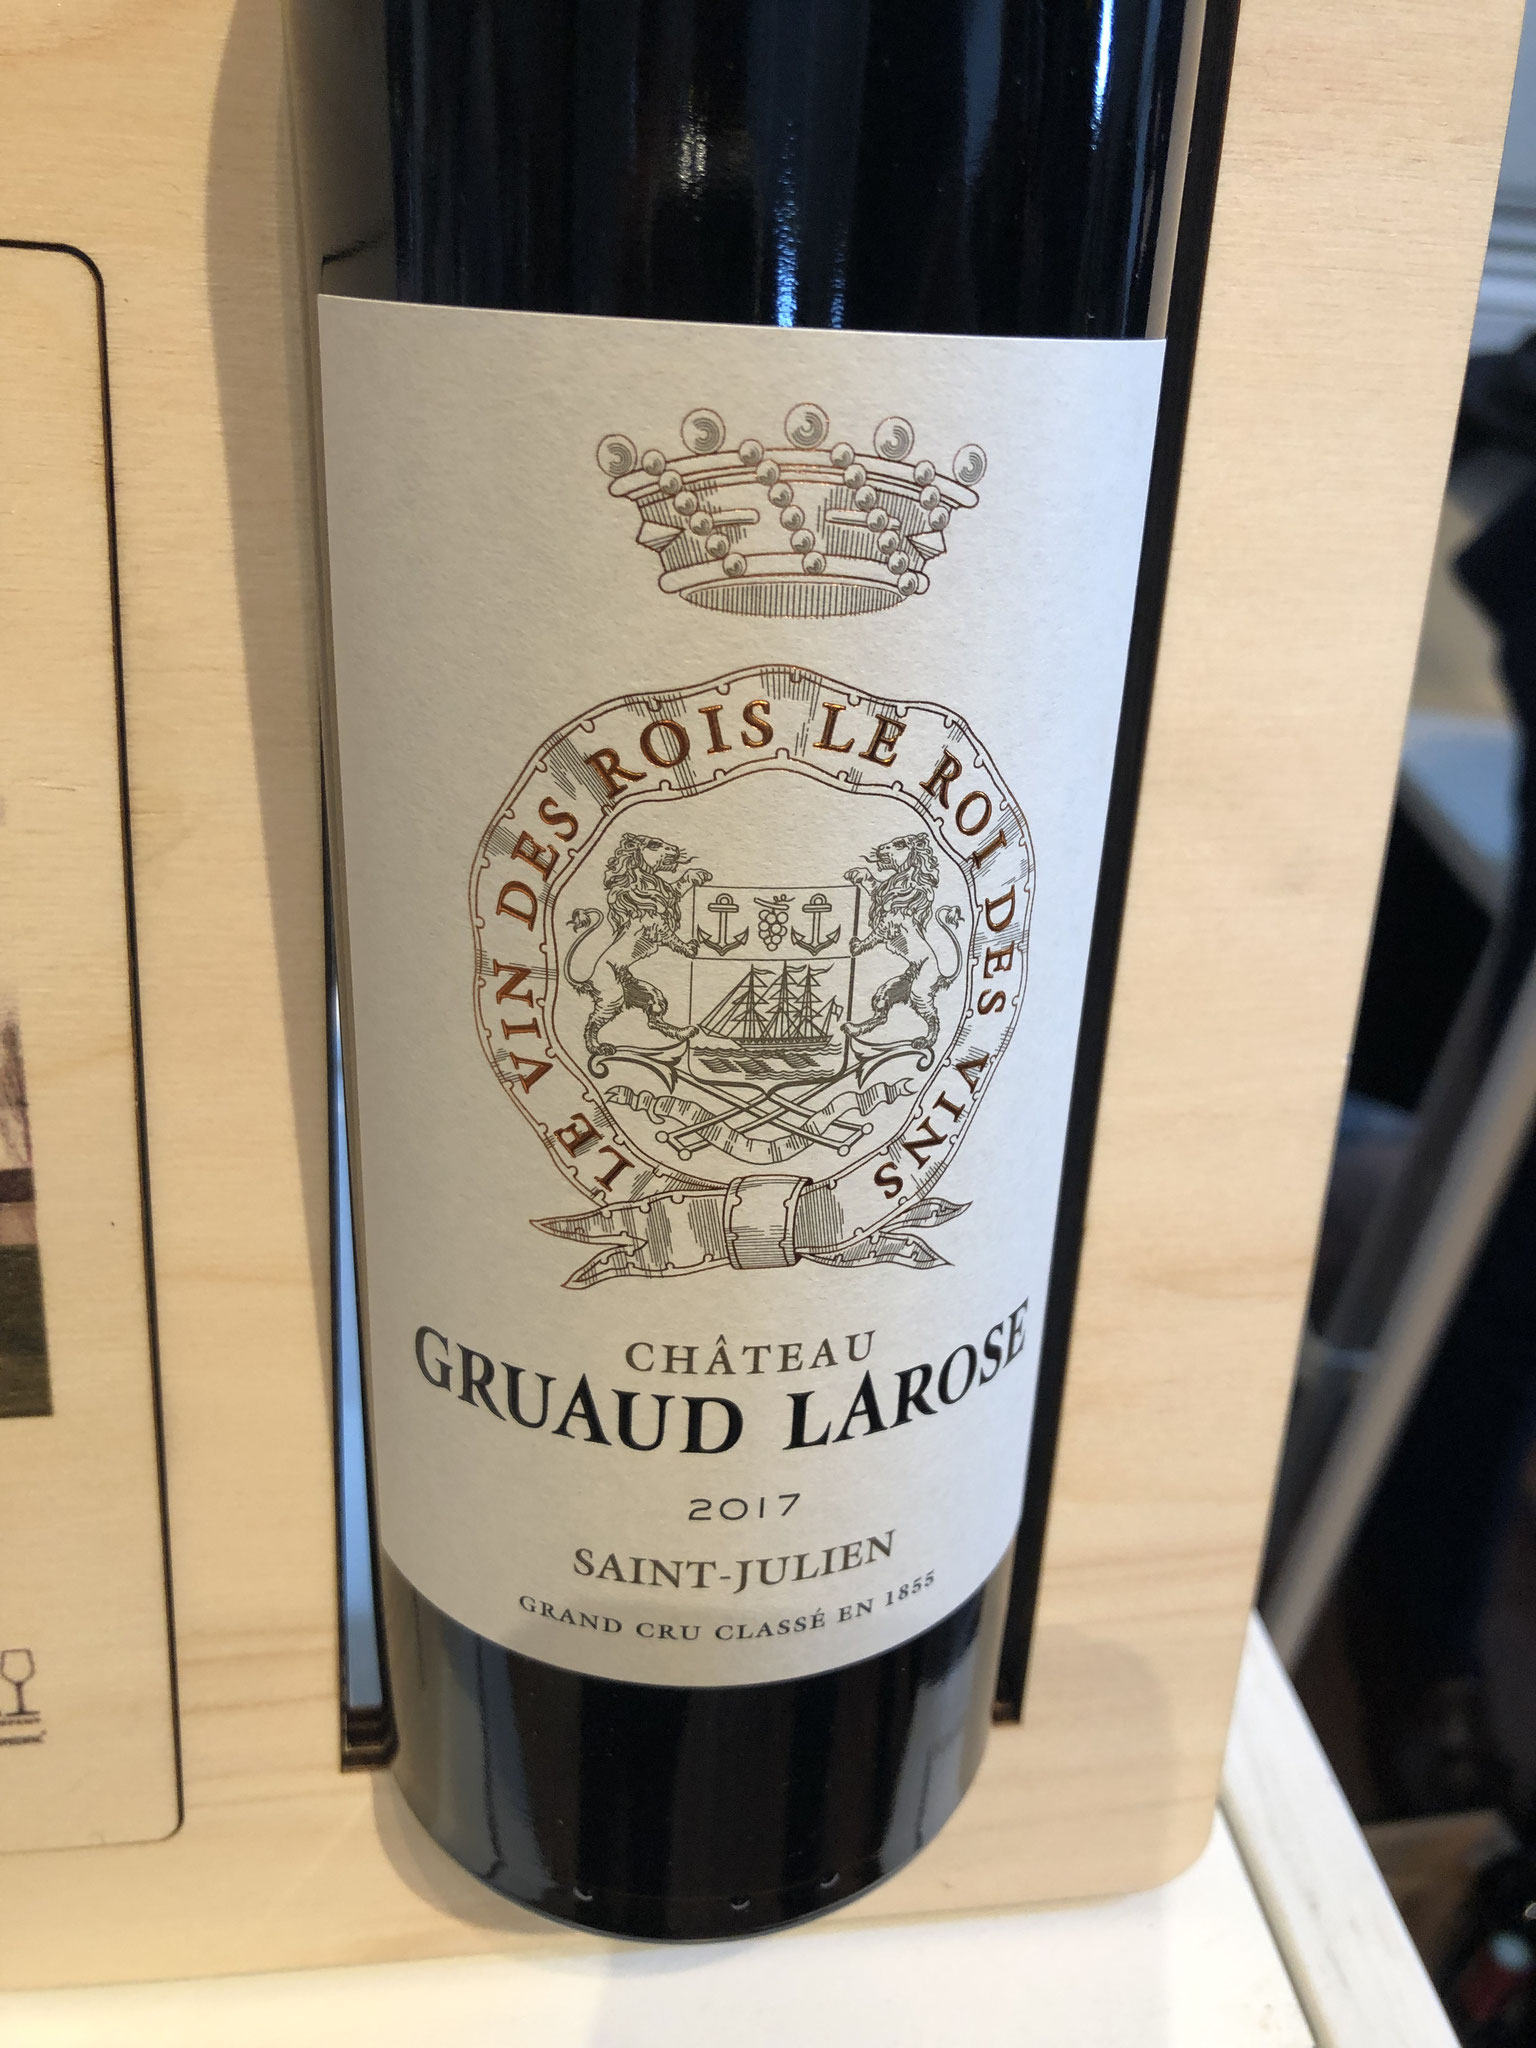 LE VIN DES ROIS LE ROI DES VINS
CHÂTEAU
GRUAUD LAROSE
2017
SAINT-JULIEN
GRAND CRU CLASSÉ EN 1855